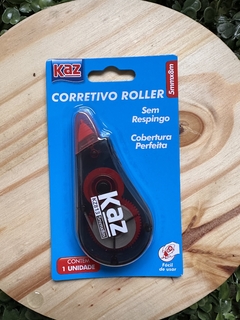 Kaz
CORRETIVO ROLLER
5mmx8m
Sem
Respingo
Cobertura
Perfeita
Kaz
CONTÉM
1 UNIDADE
Fácil
de usar